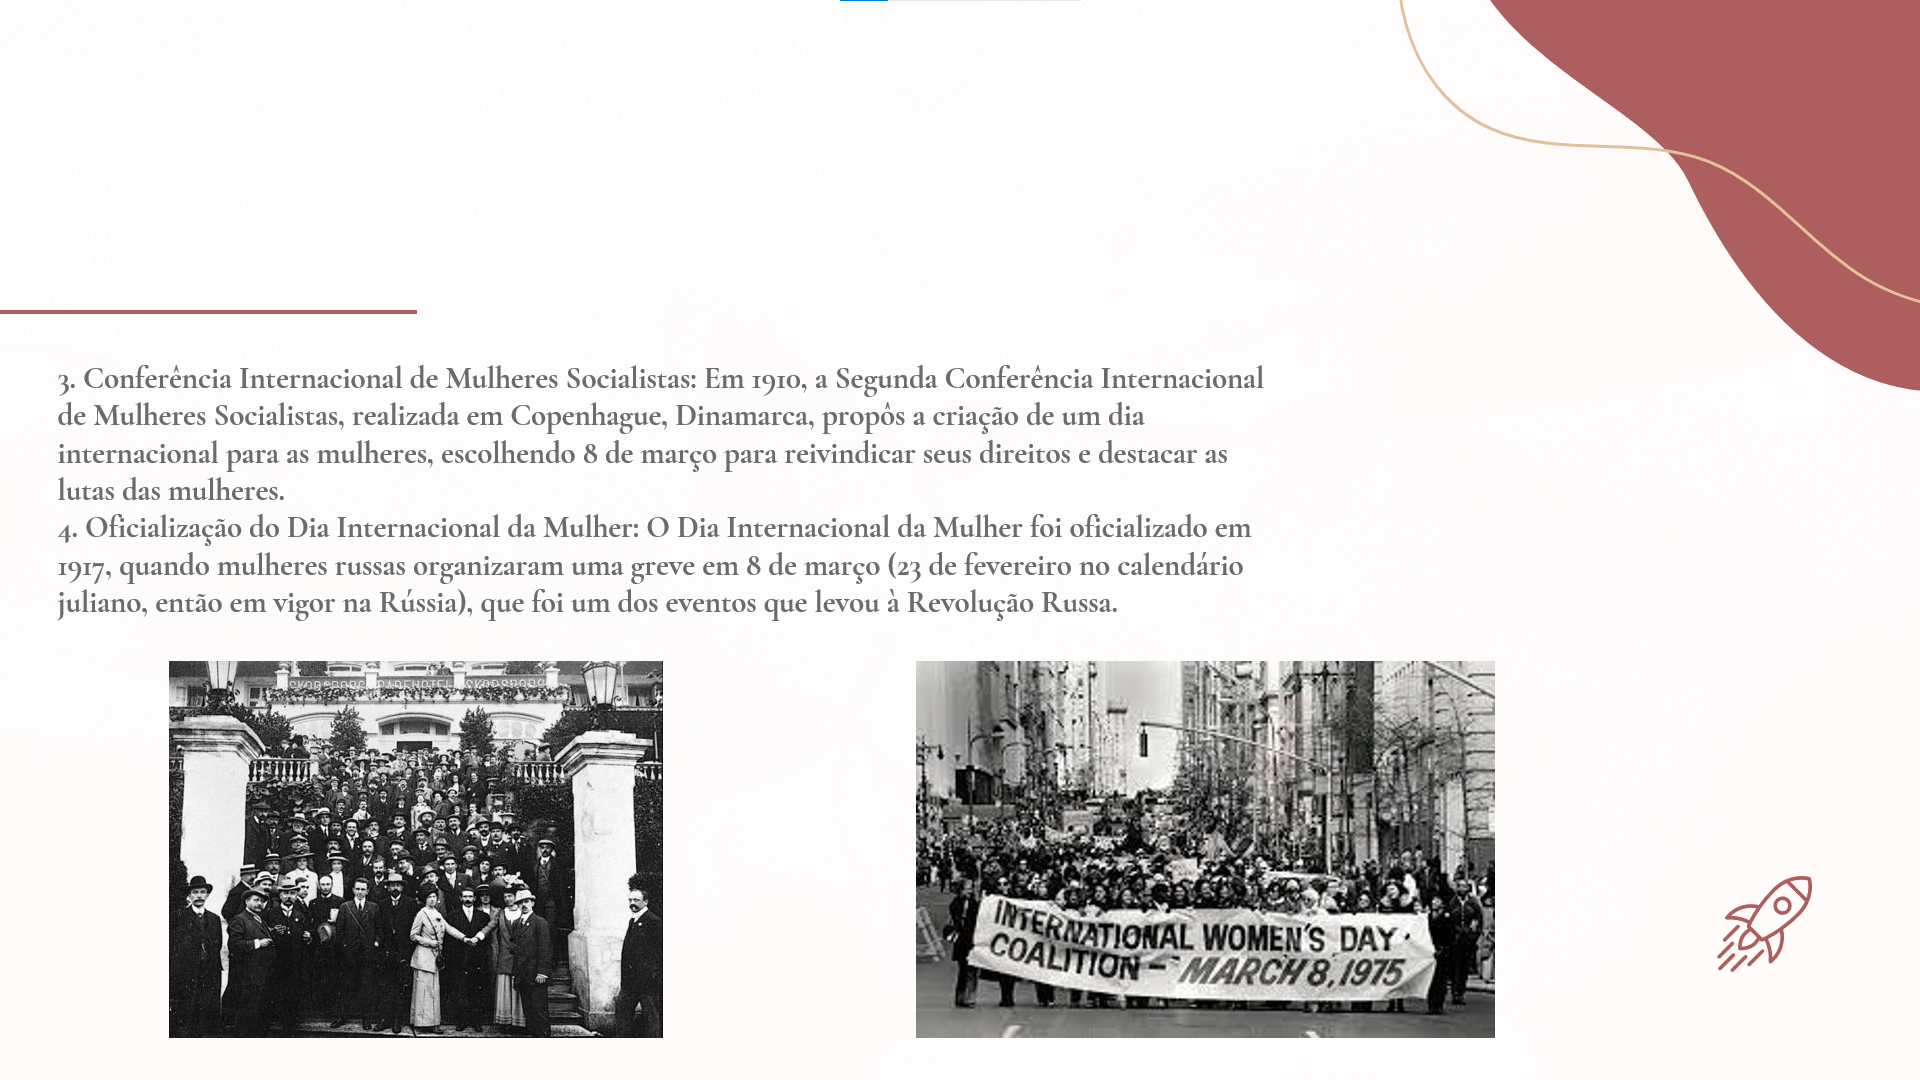 3. Conferência Internacional de Mulheres Socialistas: Em 1910, a Segunda Conferência Internacional
de Mulheres Socialistas, realizada em Copenhague, Dinamarca, propôs a criação de um dia
internacional para as mulheres, escolhendo 8 de março para reivindicar seus direitos e destacar as
lutas das mulheres.
4. Oficialização do Dia Internacional da Mulher: O Dia Internacional da Mulher foi oficializado em
1917, quando mulheres russas organizaram uma greve em 8 de março (23 de fevereiro no calendário
juliano, então em vigor na Rússia), que foi um dos eventos que levou à Revolução Russa.
INTERNATIONAL WOMEN'S DAY
COALITION - MARCH 8, 1975